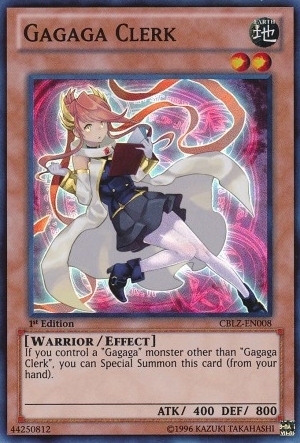 GAGAGA CLERK
EARTH
地
CBLZ-EN008
1st Edition
[WARRIOR / EFFECT]
If you control a "Gagaga" monster other than "Gagaga
Clerk", you can Special Summon this card (from your
hand).
ATK/ 400 DEF/ 800
44250812
©1996 KAZUKI TAKAHASHI